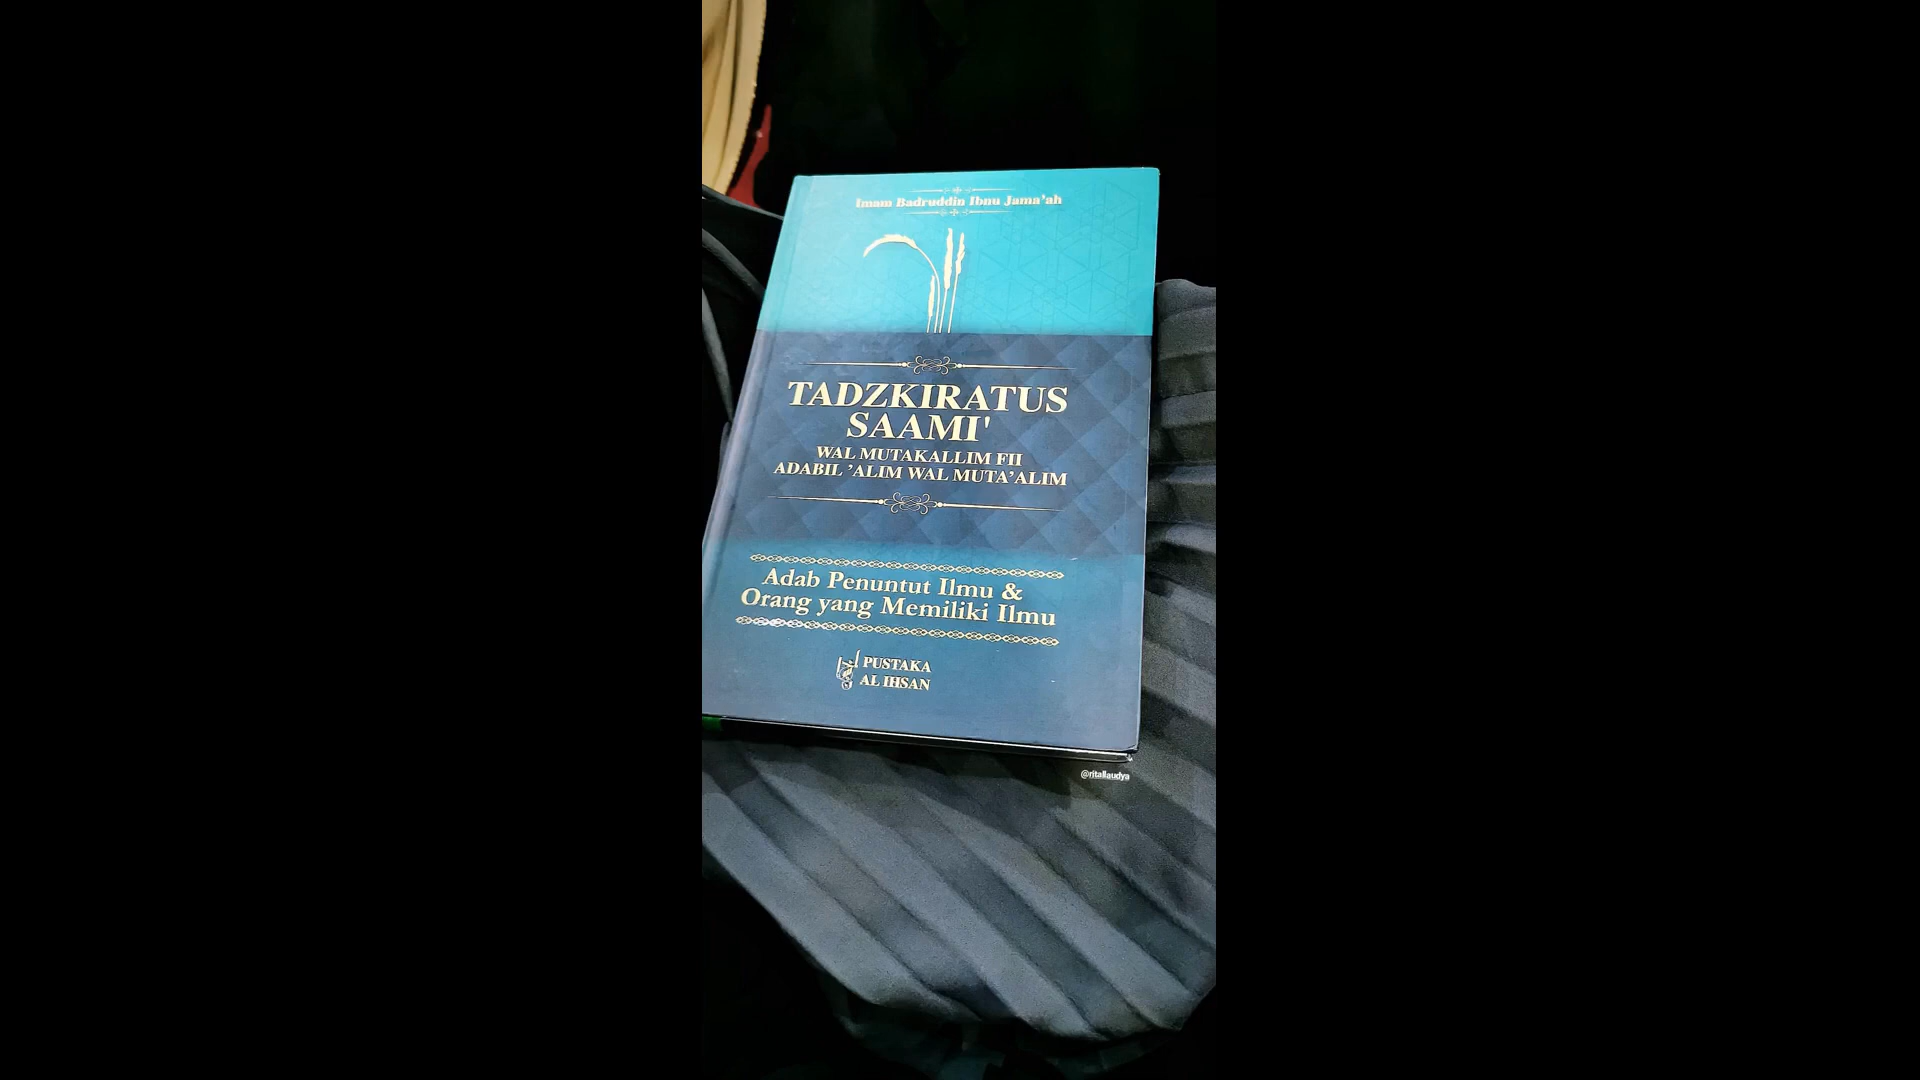 Imam Badruddin Ibnu Jama'ah
TADZKIRATUS
SAAMI'
WAL MUTAKALLIM FII
ADABIL 'ALIM WAL MUTA'ALIM
Adab Penuntut Ilmu &
Orang yang Memiliki Ilmu
PUSTAKA
AL IHSAN
@ritallaudya